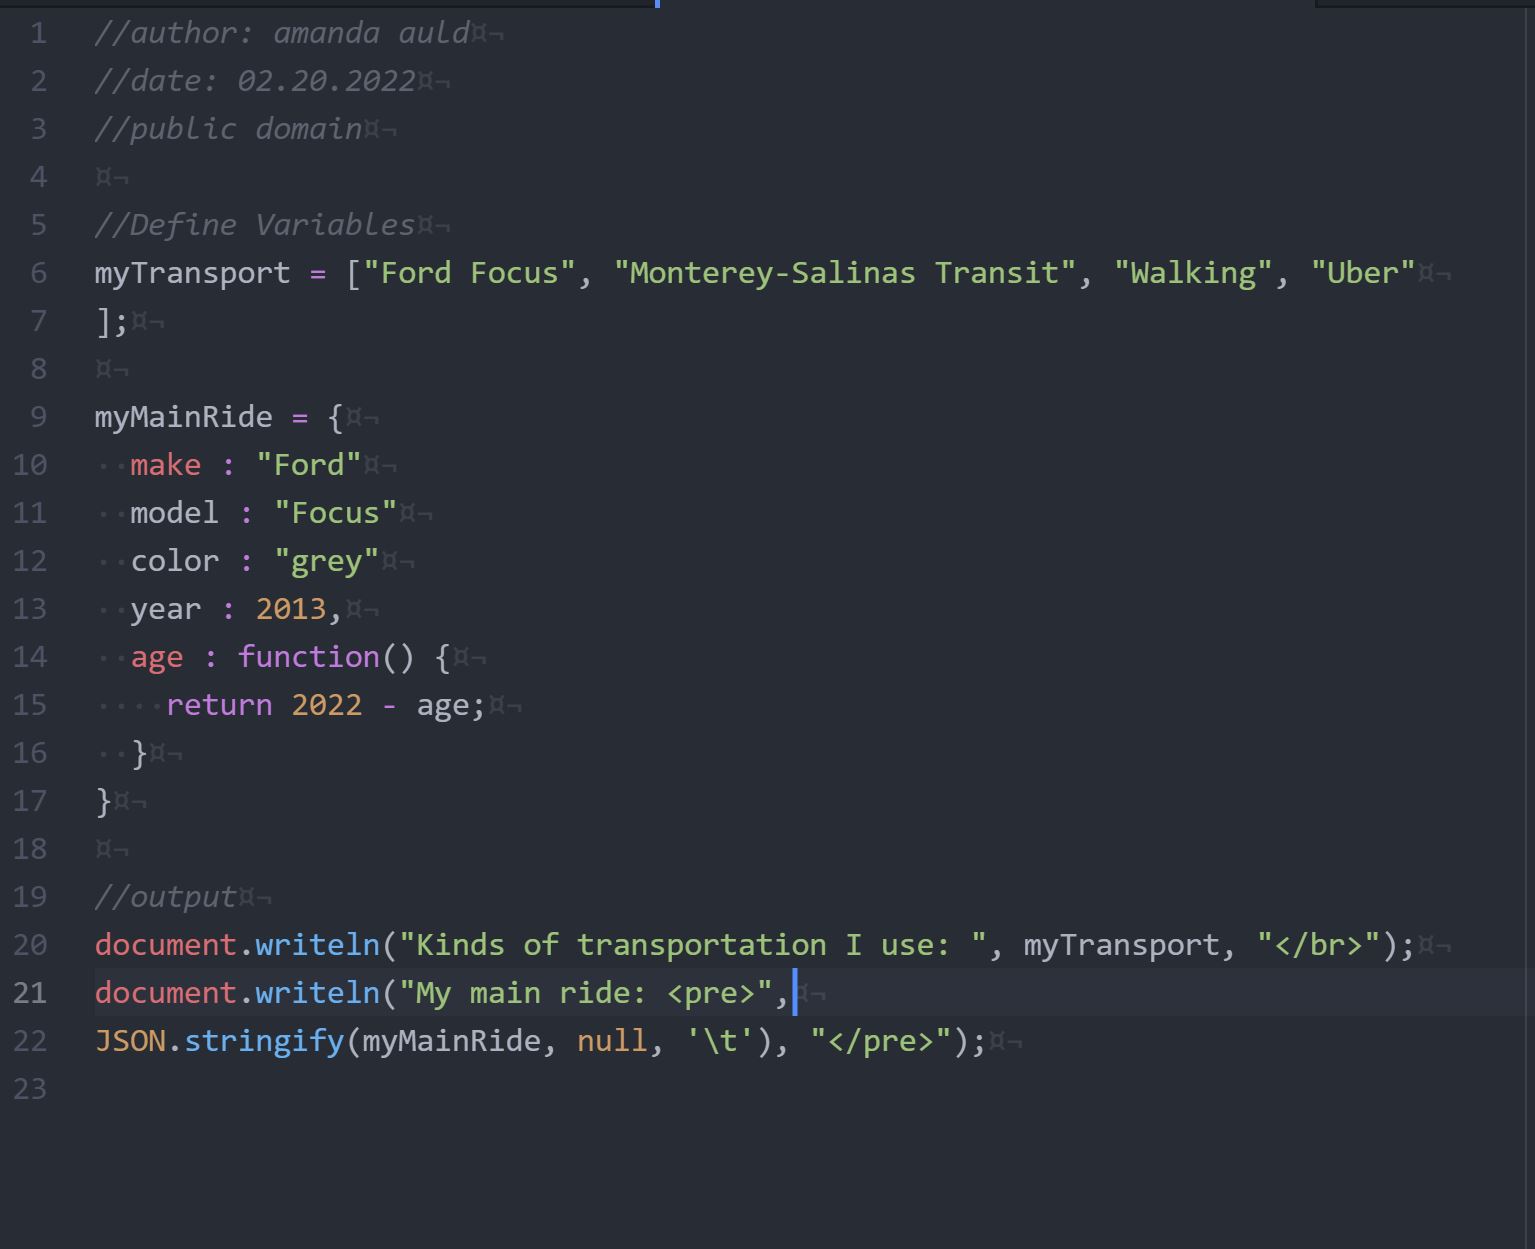 1 //author: amanda auld¤¬
2 //date: 02.20.2022¤¬
3 //public domain¤¬
4 ¤¬
5 //Define Variables¤¬
6 myTransport = ["Ford Focus", "Monterey-Salinas Transit", "Walking", "Uber"¤¬
7 ];¤¬
8 ¤¬
9 myMainRide = {¤¬
10 ··make : "Ford"¤¬
11 ··model : "Focus"¤¬
12 ··color : "grey"¤¬
13 ··year : 2013,¤¬
14 ··age : function() {¤¬
15 ····return 2022 - age;¤¬
16 ··}¤¬
17 }¤¬
18 ¤¬
19 //output¤¬
20 document.writeln("Kinds of transportation I use: ", myTransport, "</br>");¤¬
21 document.writeln("My main ride: <pre>",¤¬
22 JSON.stringify(myMainRide, null, '\t'), "</pre>");¤¬
23